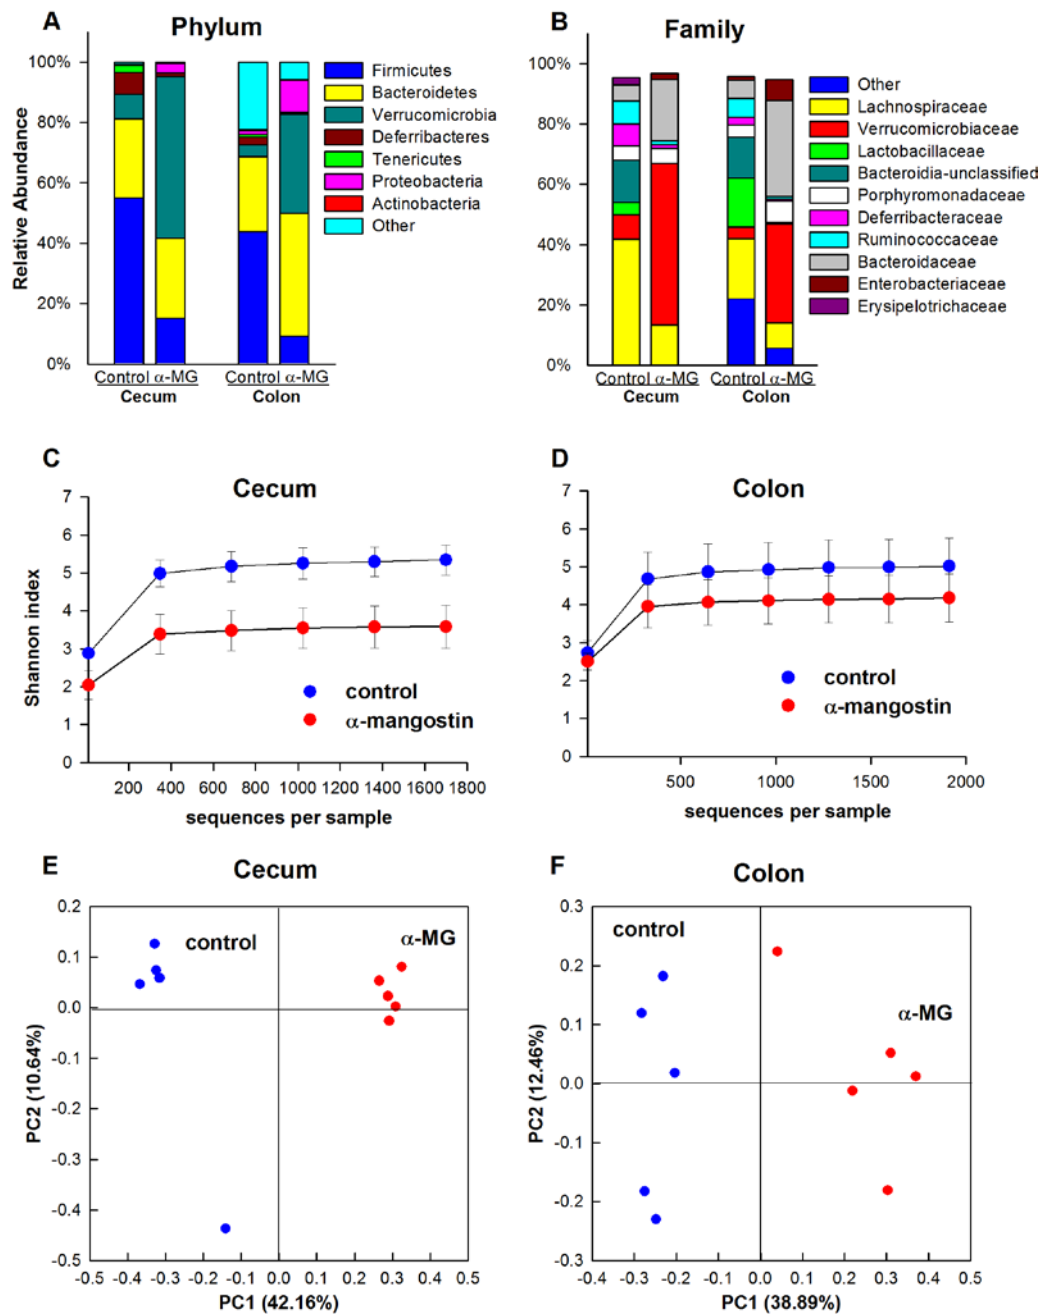 A
Phylum
100%
80%
60%
40%
20%
0%
Relative Abundance
Firmicutes
Bacteroidetes
Verrucomicrobia
Deferribacteres
Tenericutes
Proteobacteria
Actinobacteria
Other
Control α-MG Control α-MG
Cecum Colon
B
Family
100%
80%
60%
40%
20%
0%
Other
Lachnospiraceae
Verrucomicrobiaceae
Lactobacillaceae
Bacteroidia-unclassified
Porphyromonadaceae
Deferribacteraceae
Ruminococcaceae
Bacteroidaceae
Enterobacteriaceae
Erysipelotrichaceae
Control α-MG Control α-MG
Cecum Colon
C
Cecum
7
6
5
4
3
2
1
0
Shannon index
control
α-mangostin
200 400 600 800 1000 1200 1400 1600 1800
sequences per sample
D
Colon
7
6
5
4
3
2
1
0
control
α-mangostin
500 1000 1500 2000
sequences per sample
E
Cecum
0.2
0.1
0.0
-0.1
-0.2
-0.3
-0.4
-0.5
PC2 (10.64%)
control
α-MG
-0.5 -0.4 -0.3 -0.2 -0.1 0.0 0.1 0.2 0.3 0.4 0.5
PC1 (42.16%)
F
Colon
0.3
0.2
0.1
0.0
-0.1
-0.2
-0.3
PC2 (12.46%)
control
α-MG
-0.4 -0.3 -0.2 -0.1 0.0 0.1 0.2 0.3 0.4 0.5
PC1 (38.89%)